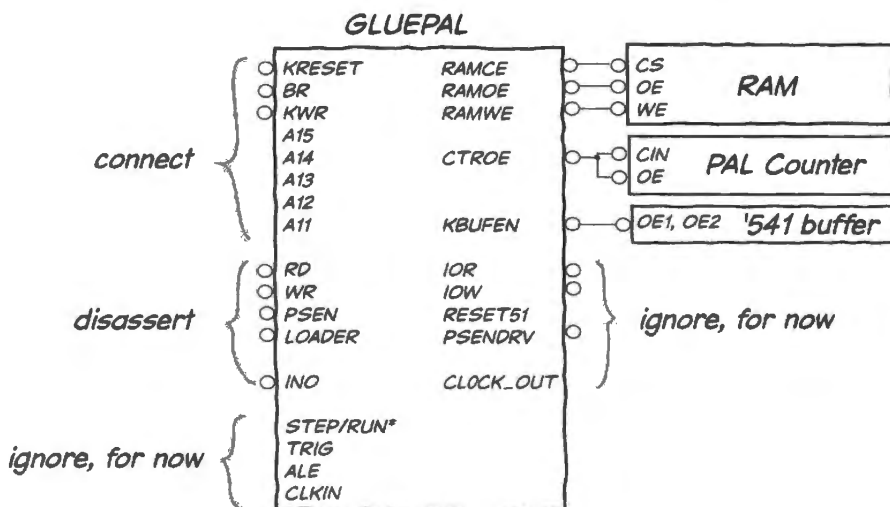 GLUEPAL
connect
KRESET
BR
KWR
A15
A14
A13
A12
A11
disassert
RD
WR
PSEN
LOADER
INO
ignore, for now
STEP/RUN*
TRIG
ALE
CLKIN
RAMCE
RAMOE
RAMWE
CTROE
KBUFEN
IOR
IOW
RESET51
PSENDRV
CLOCK_OUT
ignore, for now
CS
OE
WE
RAM
CIN
OE
PAL Counter
OE1, OE2 '541 buffer